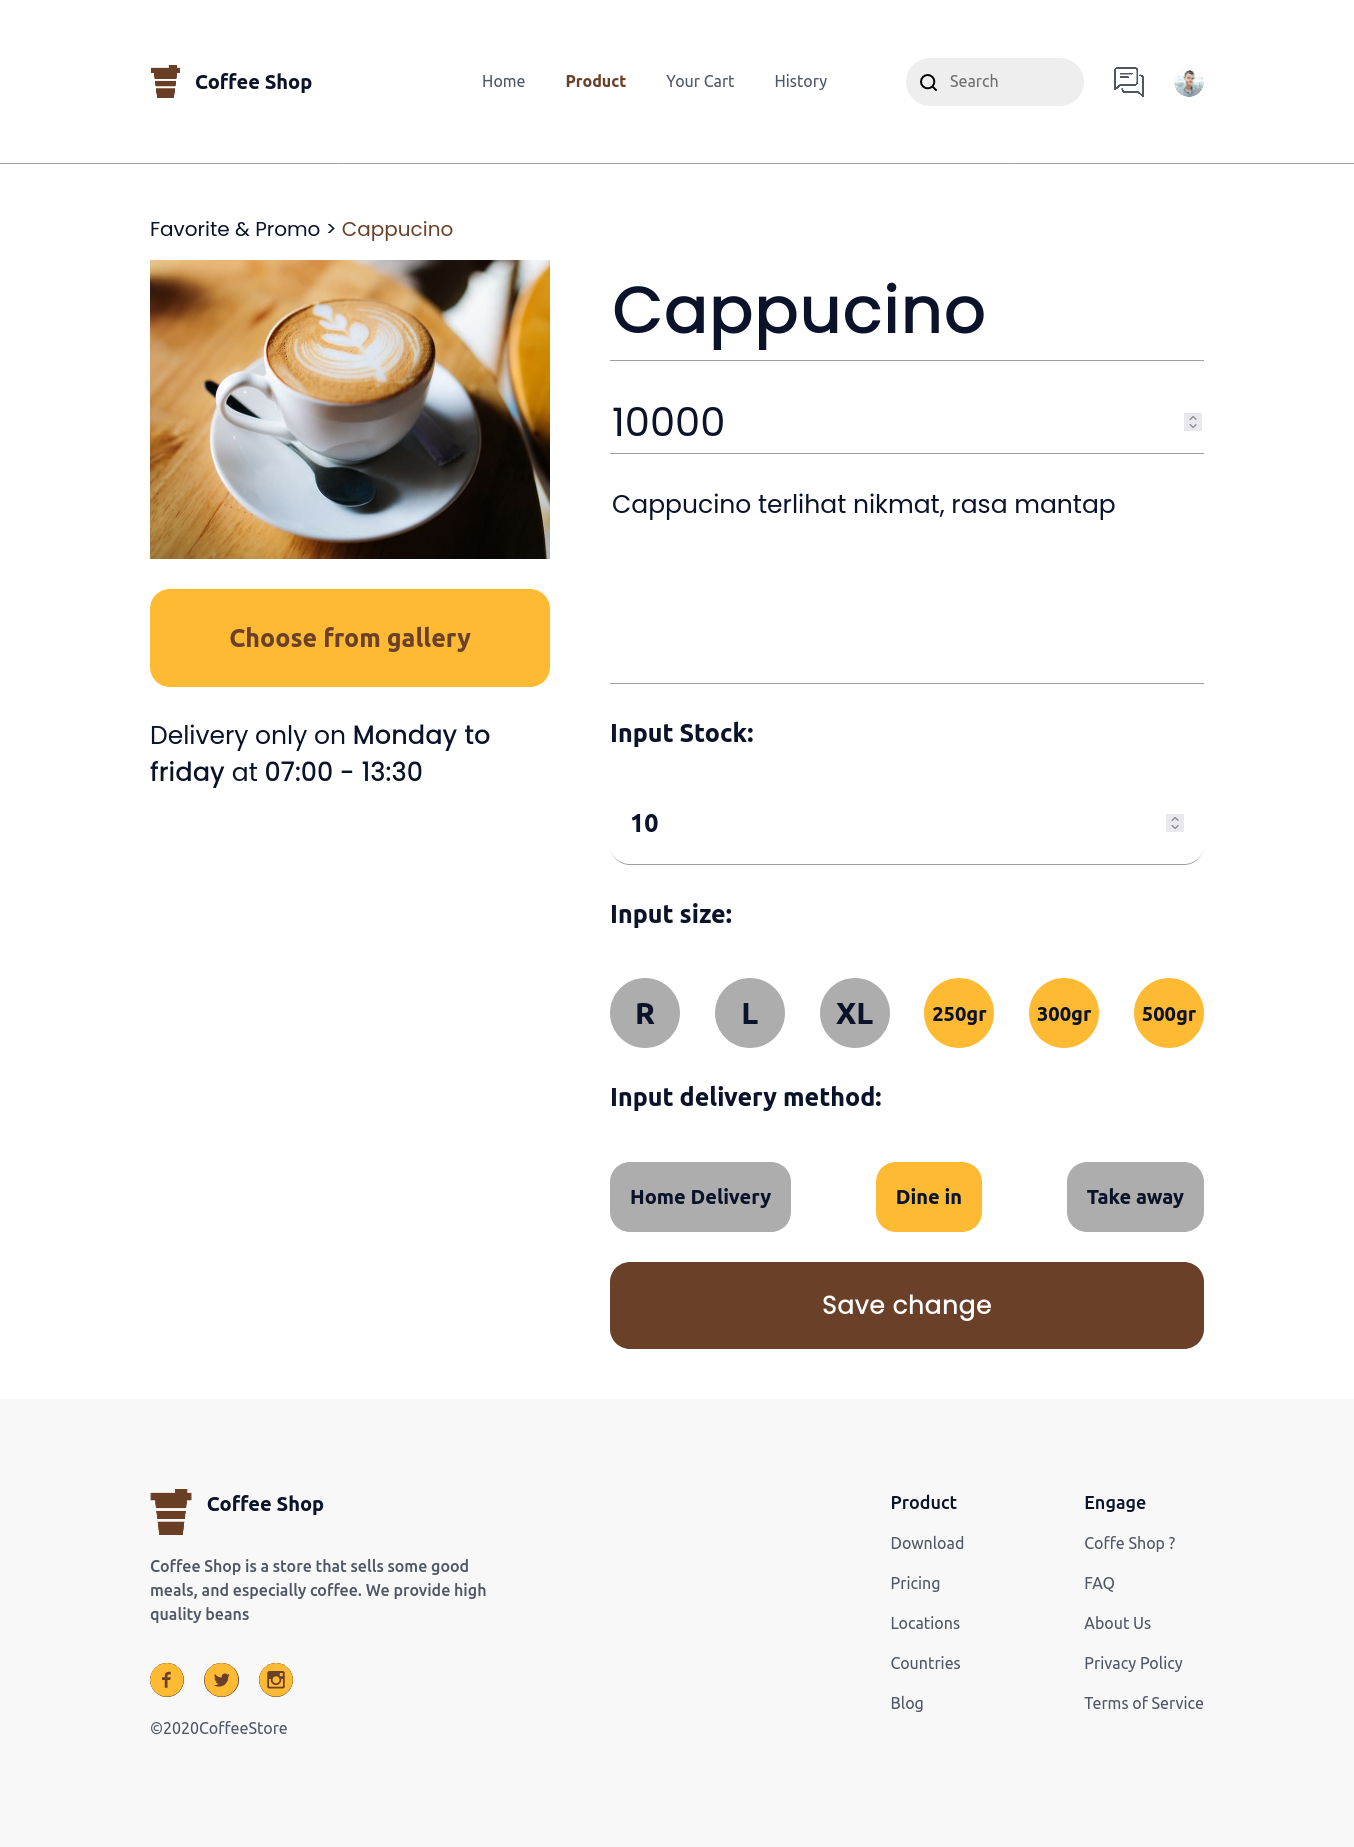 Coffee Shop
Home
Product
Your Cart
History
Search
Favorite & Promo > Cappucino
Cappucino
10000
Cappucino terlihat nikmat, rasa mantap
Choose from gallery
Delivery only on Monday to
friday at 07:00 - 13:30
Input Stock:
10
Input size:
R
L
XL
250gr
300gr
500gr
Input delivery method:
Home Delivery
Dine in
Take away
Save change
Coffee Shop
Coffee Shop is a store that sells some good
meals, and especially coffee. We provide high
quality beans
©2020CoffeeStore
Product
Download
Pricing
Locations
Countries
Blog
Engage
Coffe Shop ?
FAQ
About Us
Privacy Policy
Terms of Service